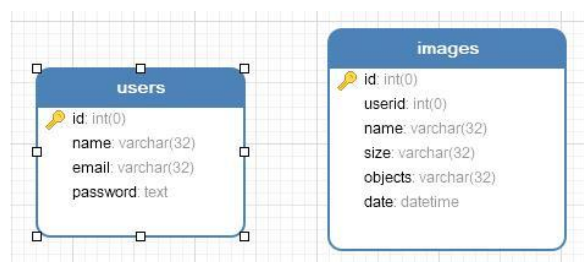 users
id: int(0)
name: varchar(32)
email: varchar(32)
password: text
images
id: int(0)
userid: int(0)
name: varchar(32)
size: varchar(32)
objects: varchar(32)
date: datetime